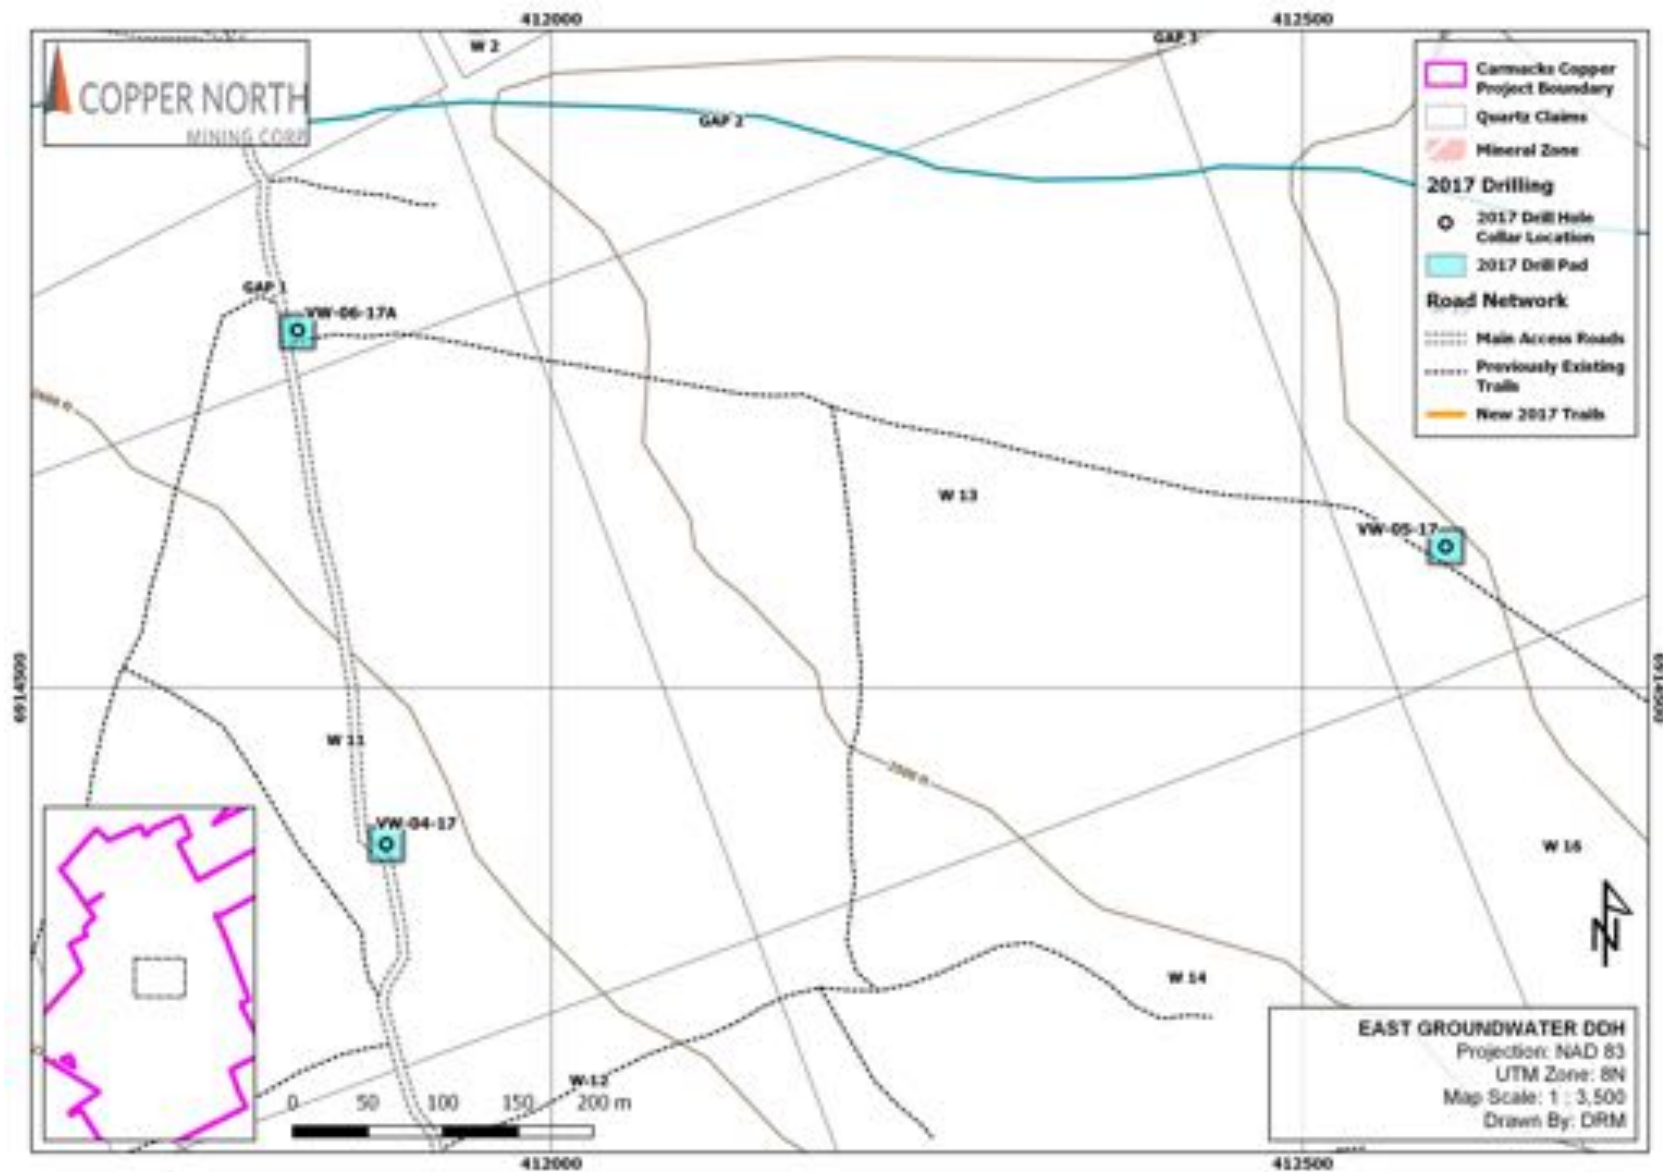 412000
412500
COPPER NORTH
MINING CORP
W 2
GAP 3
GAP 2
Carmacks Copper
Project Boundary
Quartz Claims
Mineral Zone
2017 Drilling
2017 Drill Hole
Collar Location
2017 Drill Pad
Road Network
Main Access Roads
Previously Existing
Trails
New 2017 Trails
GAP 1
VW-06-17A
W 13
VW-05-17
6914500
6914500
W 11
VW-04-17
W 16
N
W 14
W-12
0 50 100 150 200 m
EAST GROUNDWATER DDH
Projection: NAD 83
UTM Zone: 8N
Map Scale: 1 : 3,500
Drawn By: DRM
412000
412500